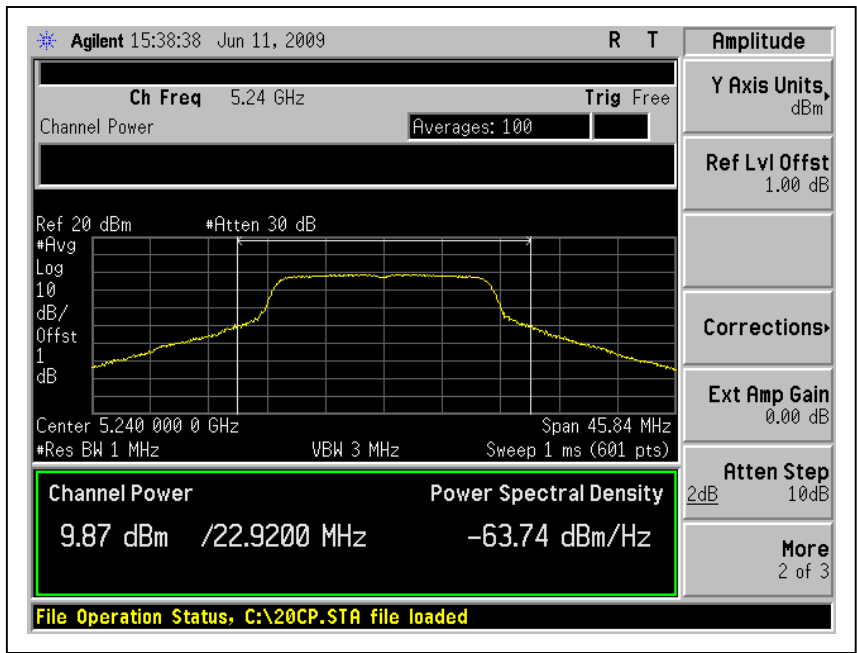 Agilent 15:38:38 Jun 11, 2009 R T
Amplitude
Ch Freq 5.24 GHz Trig Free
Channel Power Averages: 100
Y Axis Units
dBm
Ref Lvl Offst
1.00 dB
Ref 20 dBm #Atten 30 dB
#Avg
Log
10
dB/
Offst
1
dB
Corrections
Ext Amp Gain
0.00 dB
Center 5.240 000 0 GHz Span 45.84 MHz
#Res BW 1 MHz VBW 3 MHz Sweep 1 ms (601 pts)
Atten Step
2dB 10dB
Channel Power Power Spectral Density
9.87 dBm /22.9200 MHz -63.74 dBm/Hz
More
2 of 3
File Operation Status, C:\20CP.STA file loaded